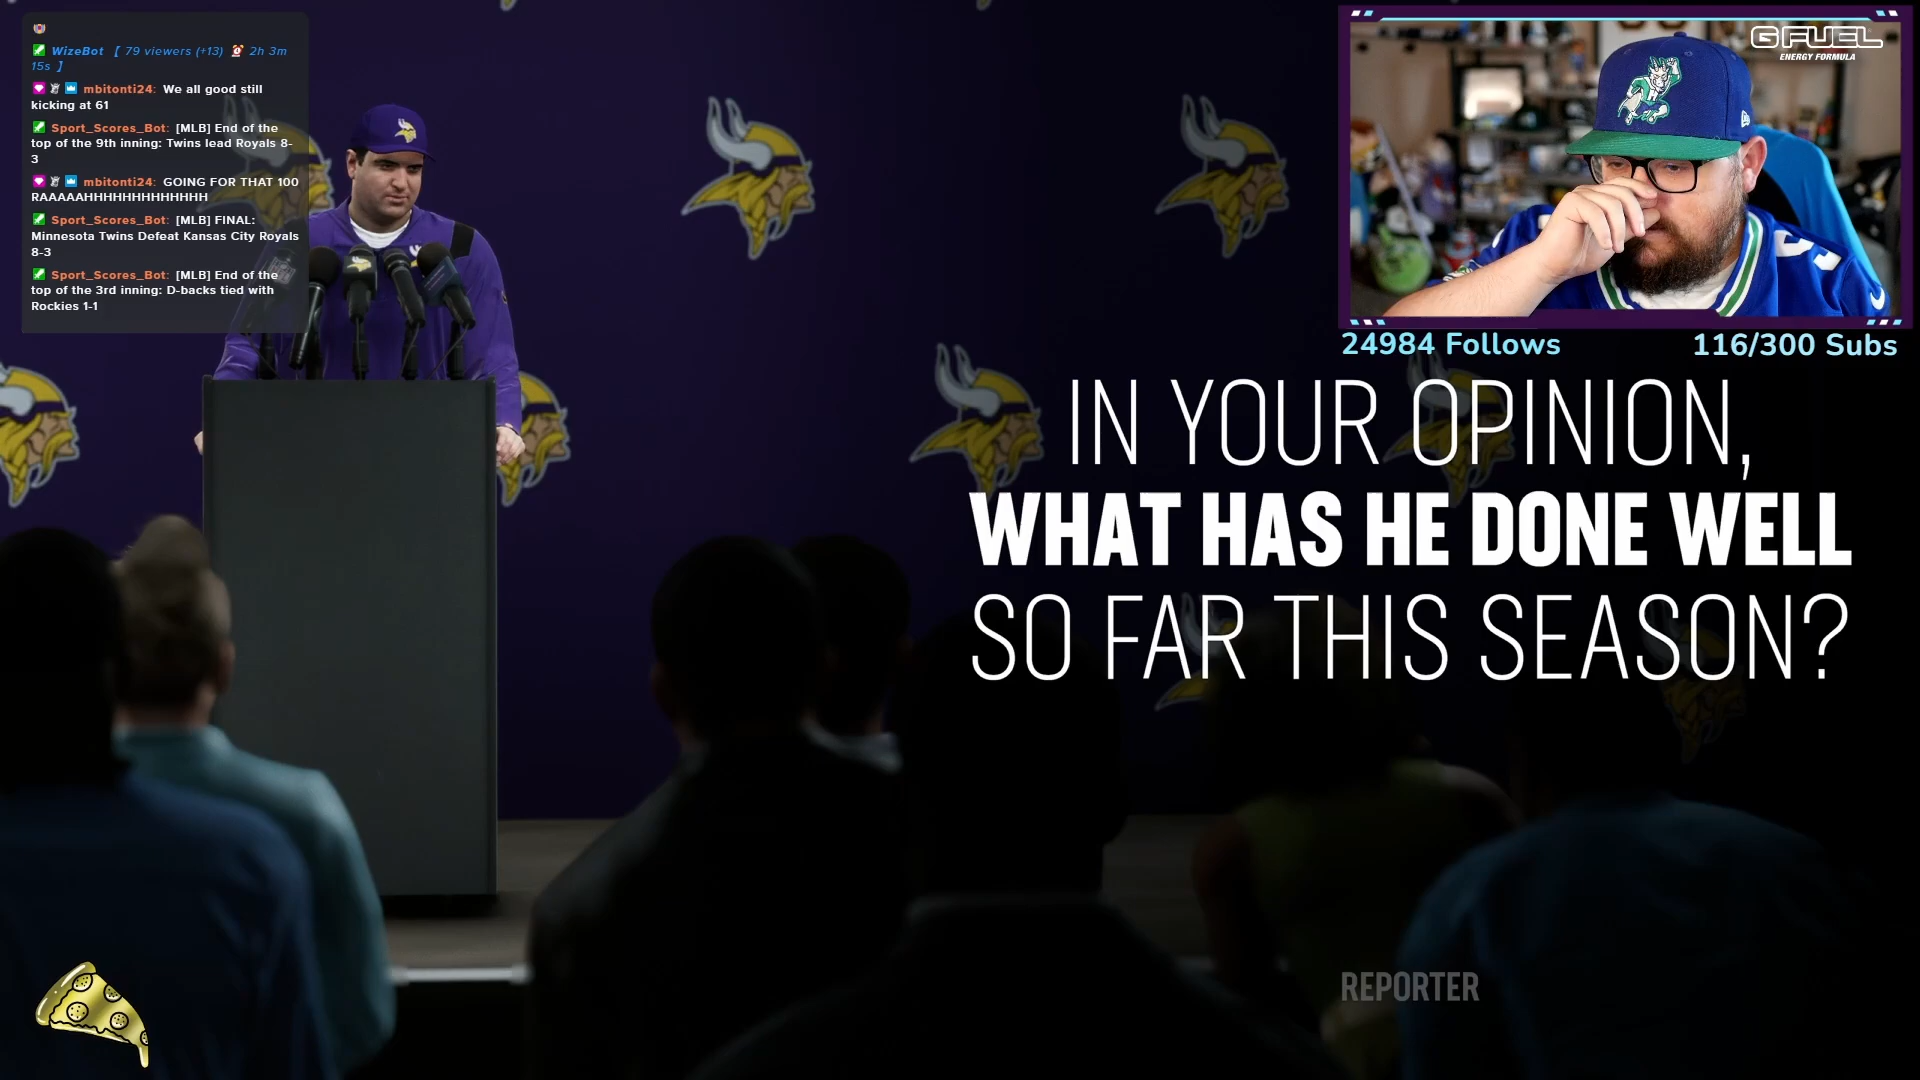 WizeBot [ 79 viewers (+13) ⏰ 2h 3m
15s ]
mbitonti24: We all good still
kicking at 61
Sport_Scores_Bot: [MLB] End of the
top of the 9th inning: Twins lead Royals 8-
3
mbitonti24: GOING FOR THAT 100
RAAAAAHHHHHHHHHHHHHH
Sport_Scores_Bot: [MLB] FINAL:
Minnesota Twins Defeat Kansas City Royals
8-3
Sport_Scores_Bot: [MLB] End of the
top of the 3rd inning: D-backs tied with
Rockies 1-1
G FUEL
ENERGY FORMULA
24984 Follows
116/300 Subs
IN YOUR OPINION,
WHAT HAS HE DONE WELL
SO FAR THIS SEASON?
REPORTER